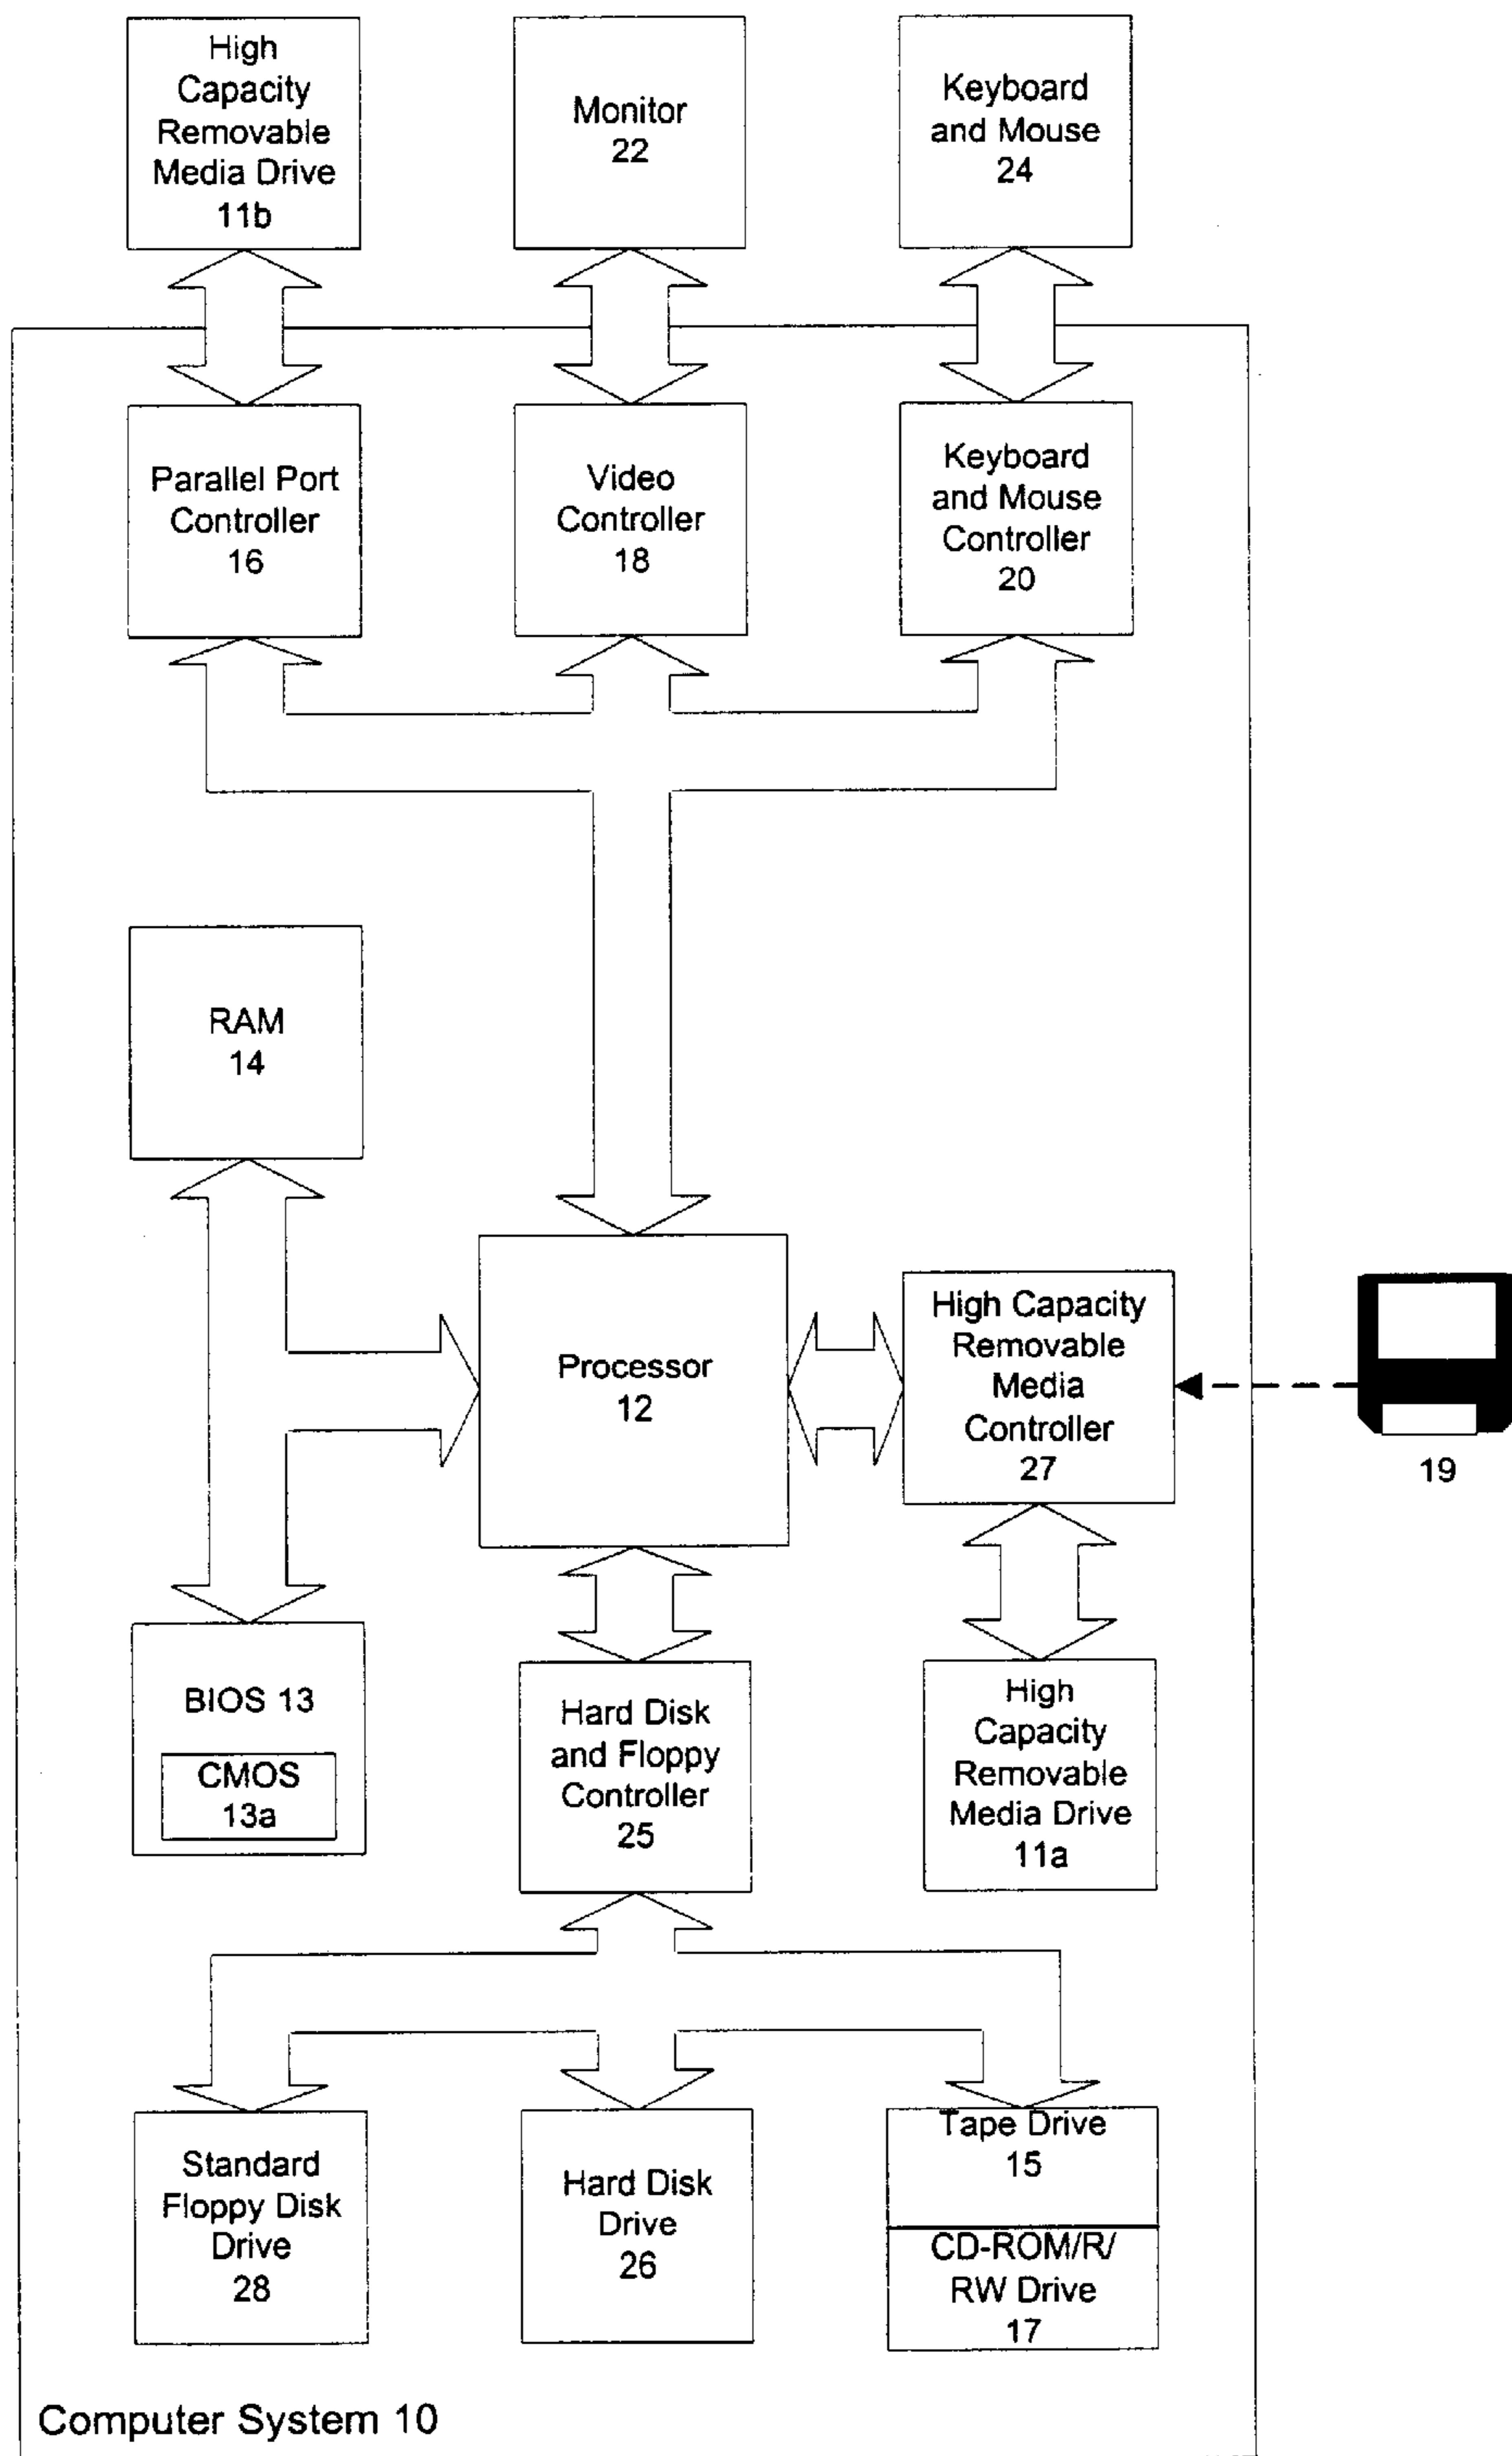 High
Capacity
Removable
Media Drive
11b
Monitor
22
Keyboard
and Mouse
24
Parallel Port
Controller
16
Video
Controller
18
Keyboard
and Mouse
Controller
20
RAM
14
Processor
12
High Capacity
Removable
Media
Controller
27
19
BIOS 13
CMOS
13a
Hard Disk
and Floppy
Controller
25
High
Capacity
Removable
Media Drive
11a
Standard
Floppy Disk
Drive
28
Hard Disk
Drive
26
Tape Drive
15
CD-ROM/R/
RW Drive
17
Computer System 10